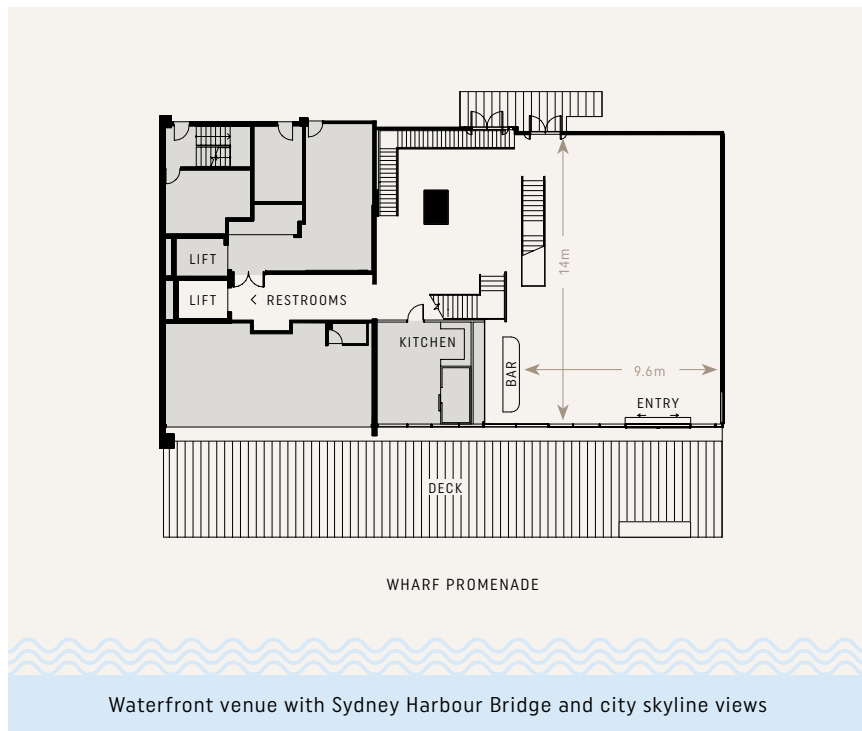 LIFT
LIFT
< RESTROOMS
14m
KITCHEN
BAR
9.6m
ENTRY
DECK
WHARF PROMENADE
Waterfront venue with Sydney Harbour Bridge and city skyline views